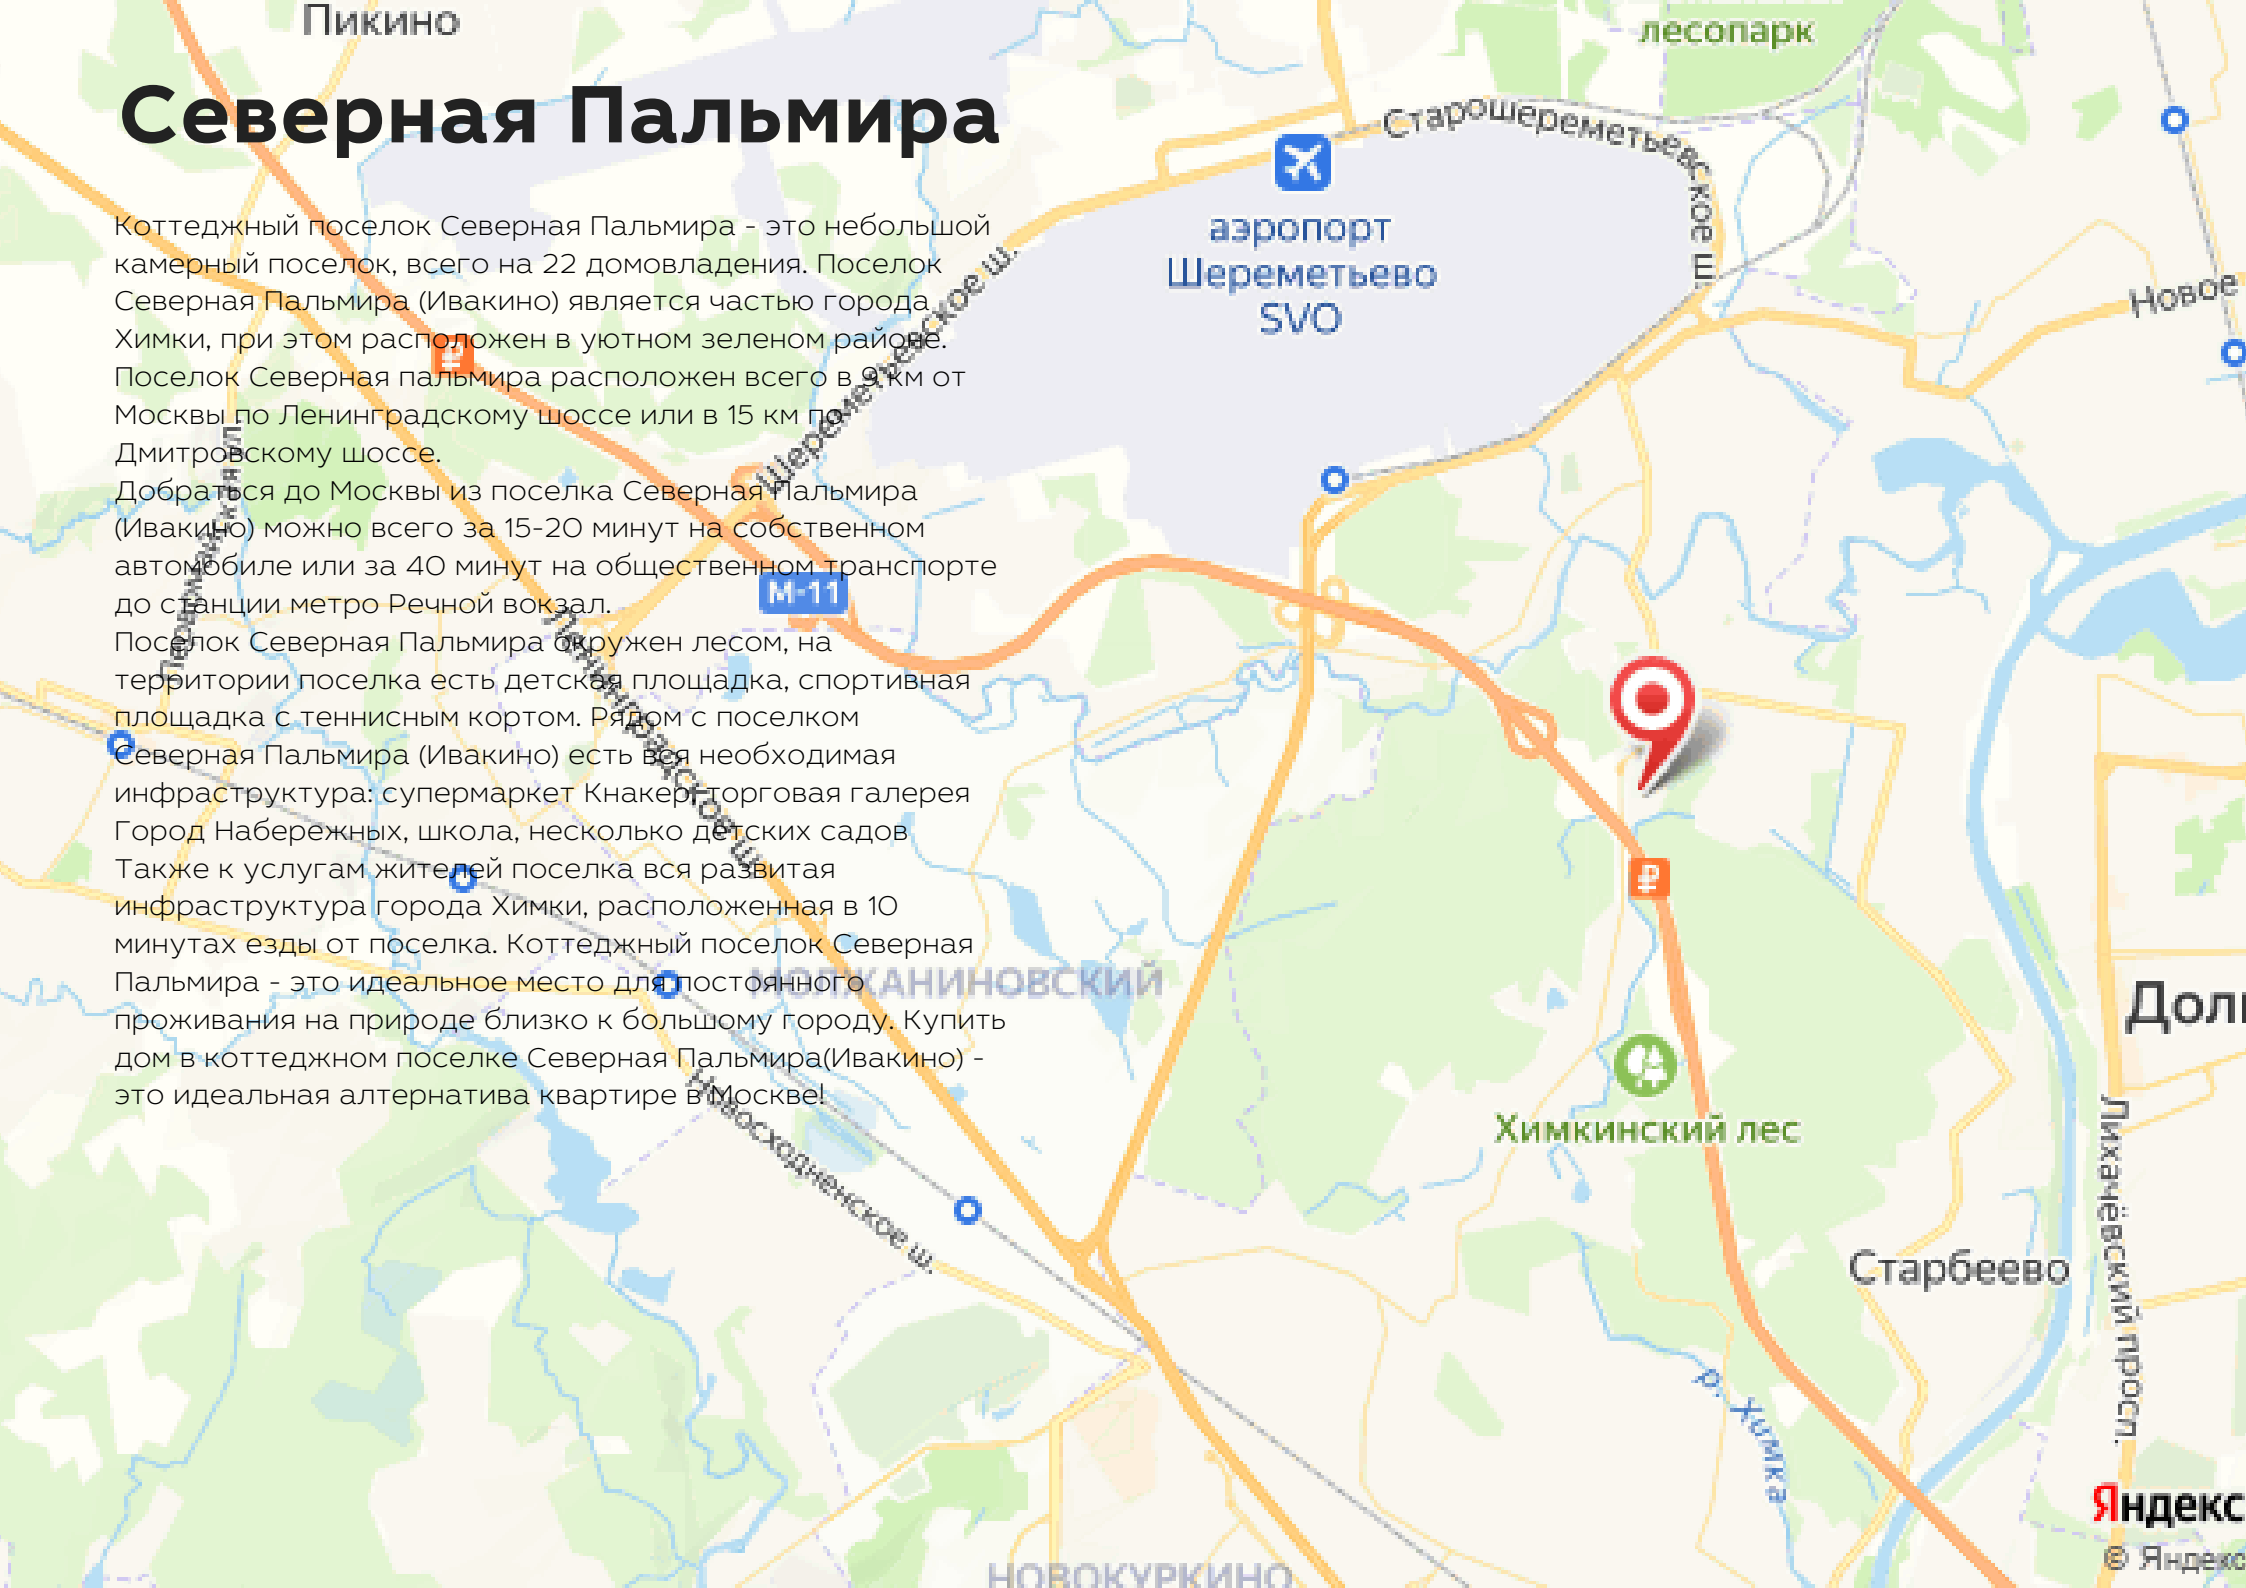 Пикино
лесопарк
Северная Пальмира
Старошереметьевское ш.
аэропорт
Шереметьево
SVO
Новое
Шереметьевское ш.
Коттеджный поселок Северная Пальмира - это небольшой
камерный поселок, всего на 22 домовладения. Поселок
Северная Пальмира (Ивакино) является частью города
Химки, при этом расположен в уютном зеленом районе.
Поселок Северная пальмира расположен всего в 9 км от
Москвы по Ленинградскому шоссе или в 15 км по
Дмитровскому шоссе.
Добраться до Москвы из поселка Северная Пальмира
(Ивакино) можно всего за 15-20 минут на собственном
автомобиле или за 40 минут на общественном транспорте
до станции метро Речной вокзал.
Поселок Северная Пальмира окружен лесом, на
территории поселка есть детская площадка, спортивная
площадка с теннисным кортом. Рядом с поселком
Северная Пальмира (Ивакино) есть вся необходимая
инфраструктура: супермаркет Кнакер, торговая галерея
Город Набережных, школа, несколько детских садов
Также к услугам жителей поселка вся развитая
инфраструктура города Химки, расположенная в 10
минутах езды от поселка. Коттеджный поселок Северная
Пальмира - это идеальное место для постоянного
проживания на природе близко к большому городу. Купить
дом в коттеджном поселке Северная Пальмира(Ивакино) -
это идеальная алтернатива квартире в Москве!
₽
М-11
Первомайская ул.
Ленинградское ш.
₽
МОЛЖАНИНОВСКИЙ
Дол
Новосходненское ш.
Химкинский лес
Старбеево
Лихачёвский просп.
р. Химка
Яндекс
© Яндекс
НОВОКУРКИНО